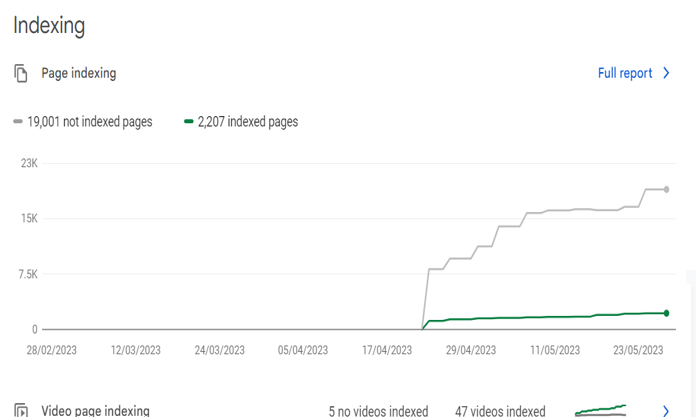 Indexing
Page indexing
Full report
19,001 not indexed pages 2,207 indexed pages
23K
15K
7.5K
0
28/02/2023 12/03/2023 24/03/2023 05/04/2023 17/04/2023 29/04/2023 11/05/2023 23/05/2023
Video page indexing 5 no videos indexed 47 videos indexed